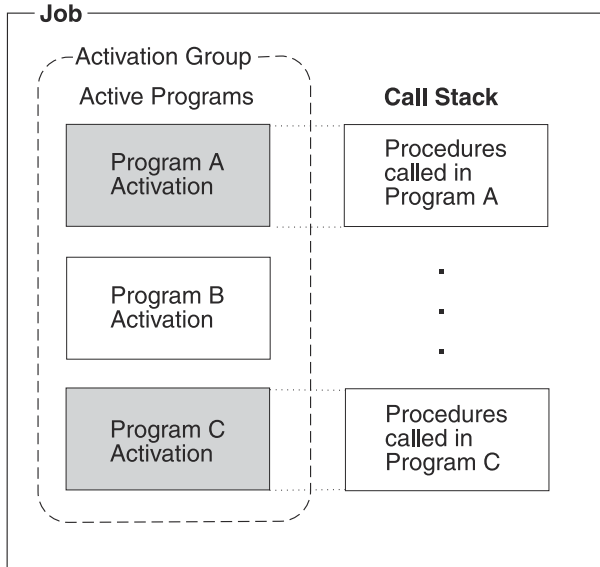 Job
Activation Group
Active Programs
Call Stack
Program A
Activation
Procedures
called in
Program A
Program B
Activation
Program C
Activation
Procedures
called in
Program C